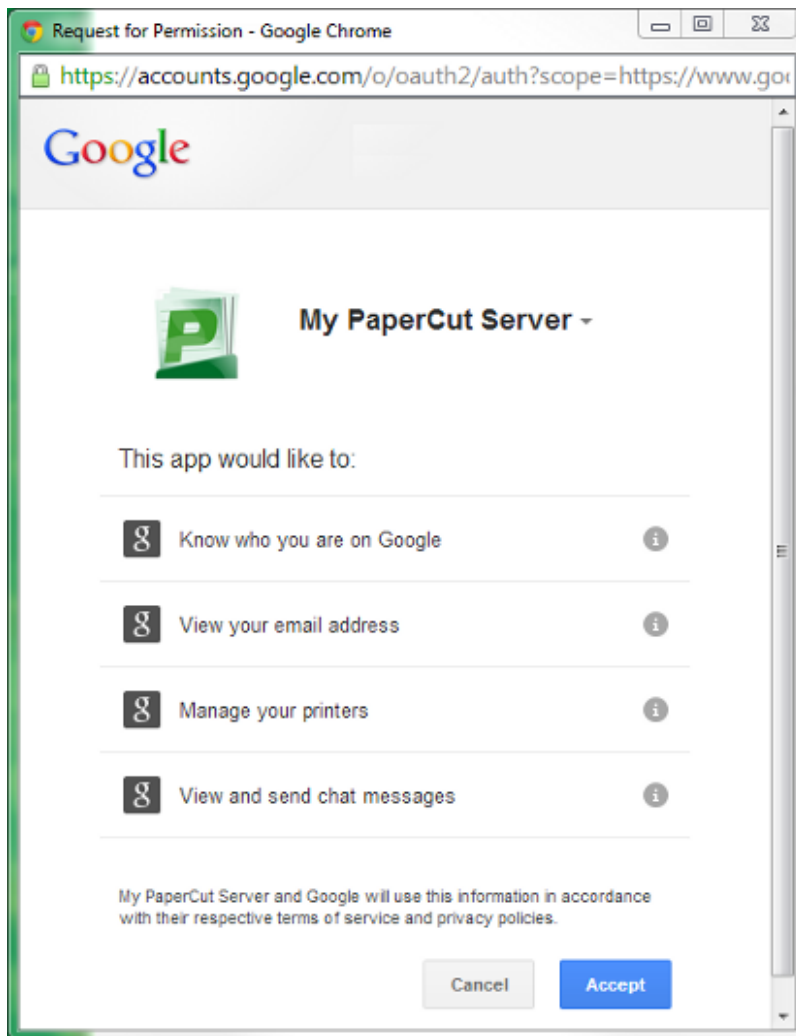 Request for Permission - Google Chrome
https://accounts.google.com/o/oauth2/auth?scope=https://www.goo
Google
P
My PaperCut Server
This app would like to:
g Know who you are on Google i
g View your email address i
g Manage your printers i
g View and send chat messages i
My PaperCut Server and Google will use this information in accordance
with their respective terms of service and privacy policies.
Cancel Accept